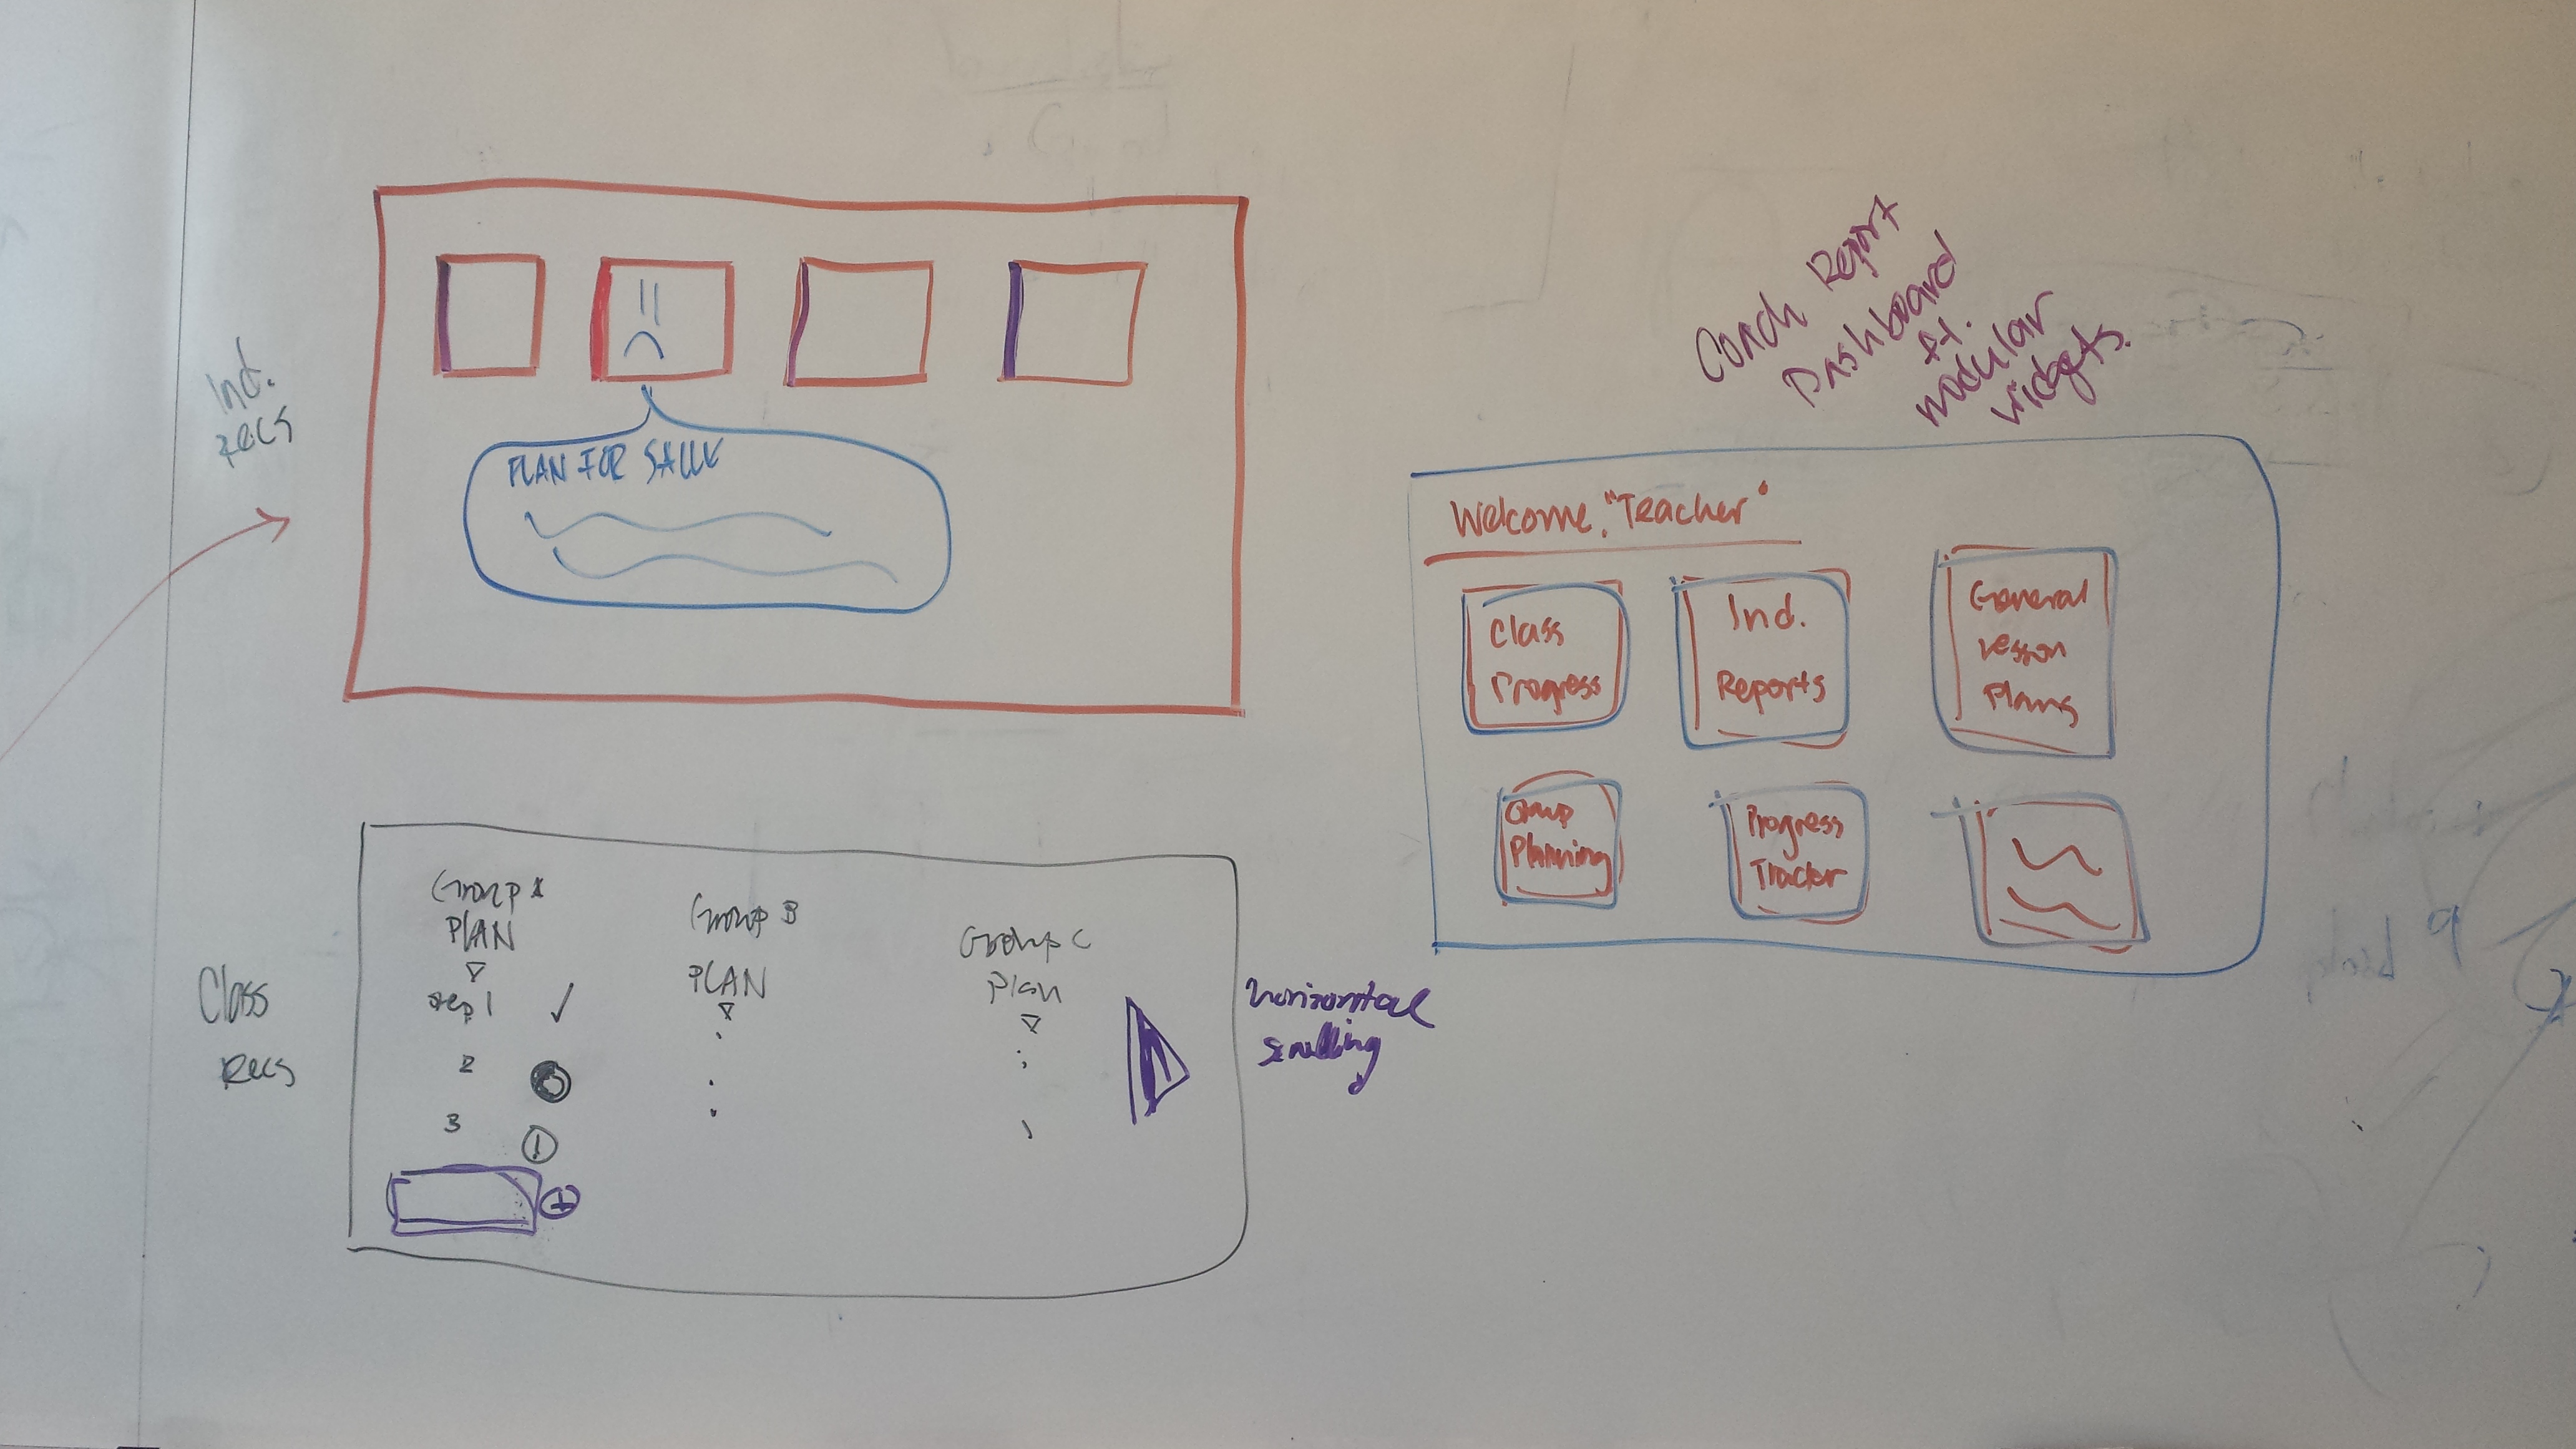 Ind.
recs
PLAN FOR SALLY
Class
Recs
Group A
PLAN
step 1
2
3
Group B
PLAN
Group C
Plan
horizontal
scrolling
Coach Report
Dashboard
modular
widgets.
Welcome, "Teacher"
Class
Progress
Ind.
Reports
General
Lesson
Plans
Group
Planning
Progress
Tracker